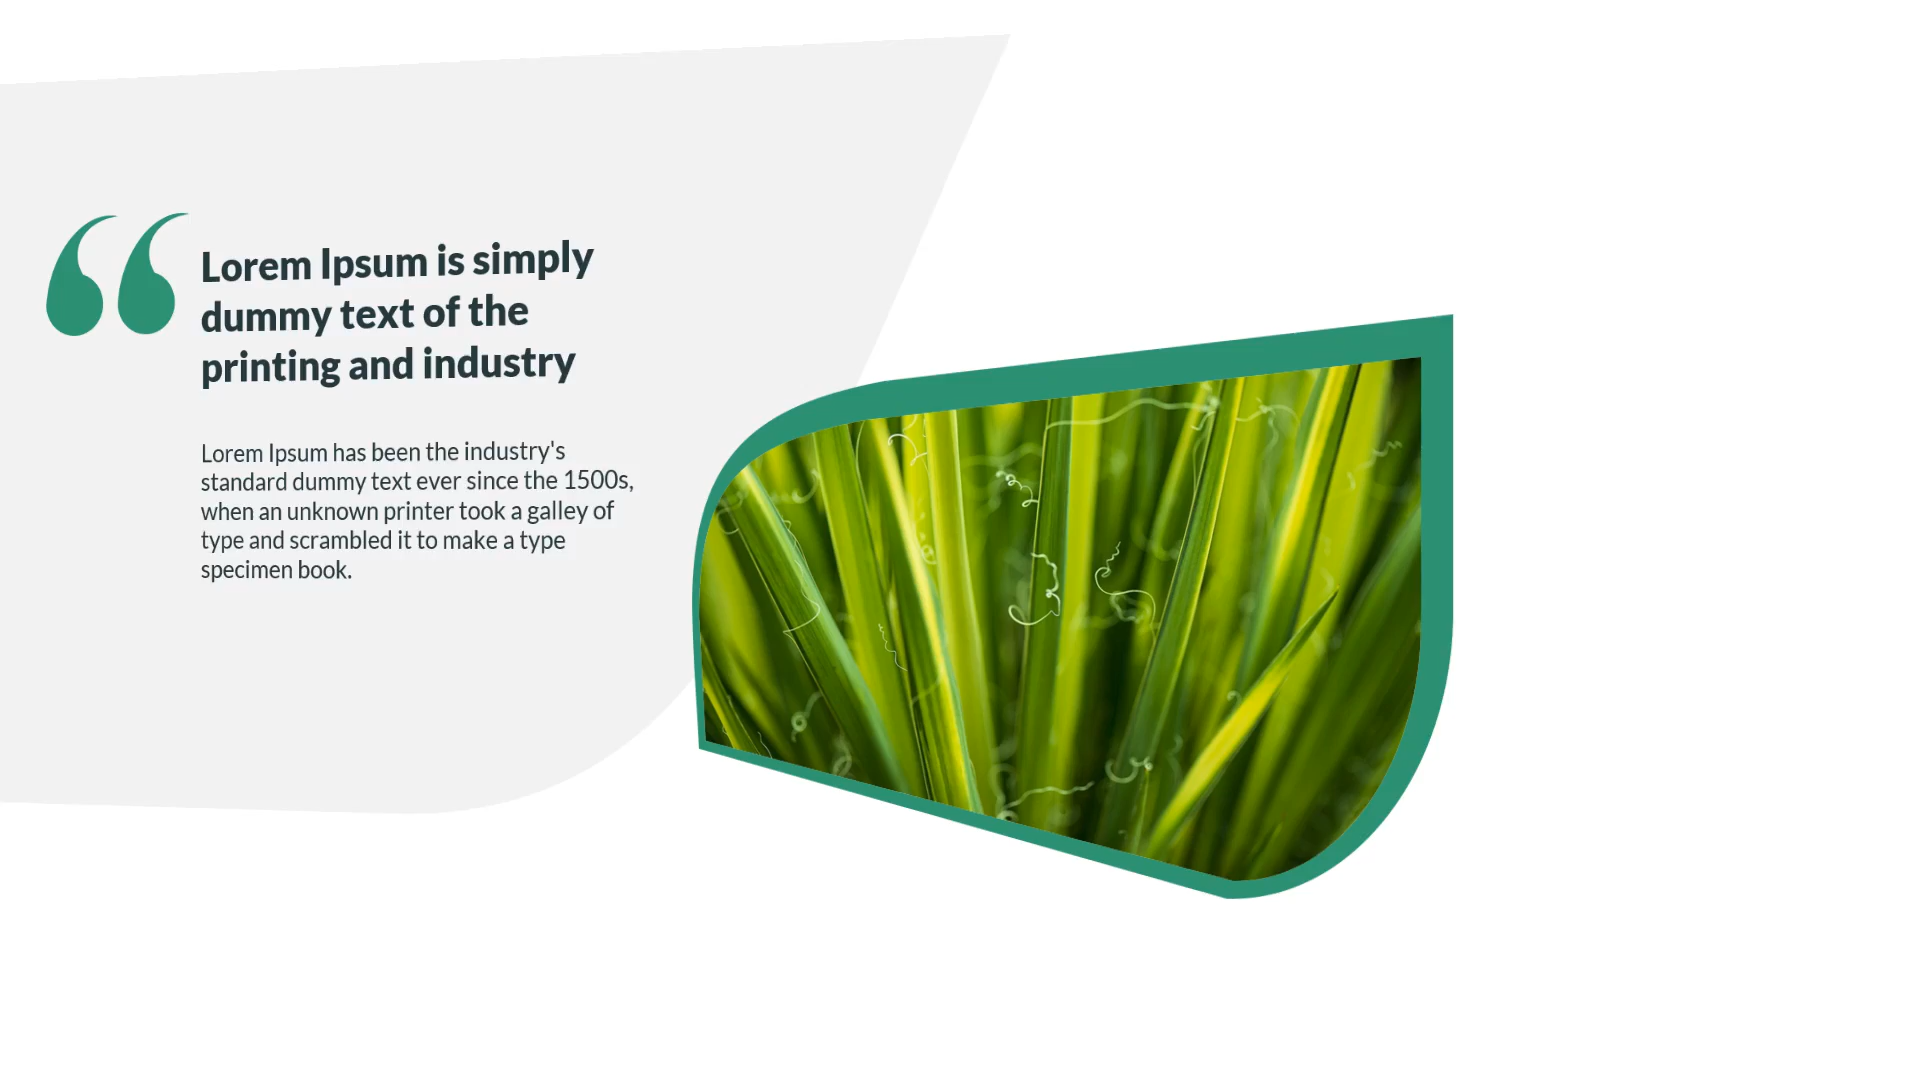 “
Lorem Ipsum is simply
dummy text of the
printing and industry
Lorem Ipsum has been the industry's
standard dummy text ever since the 1500s,
when an unknown printer took a galley of
type and scrambled it to make a type
specimen book.